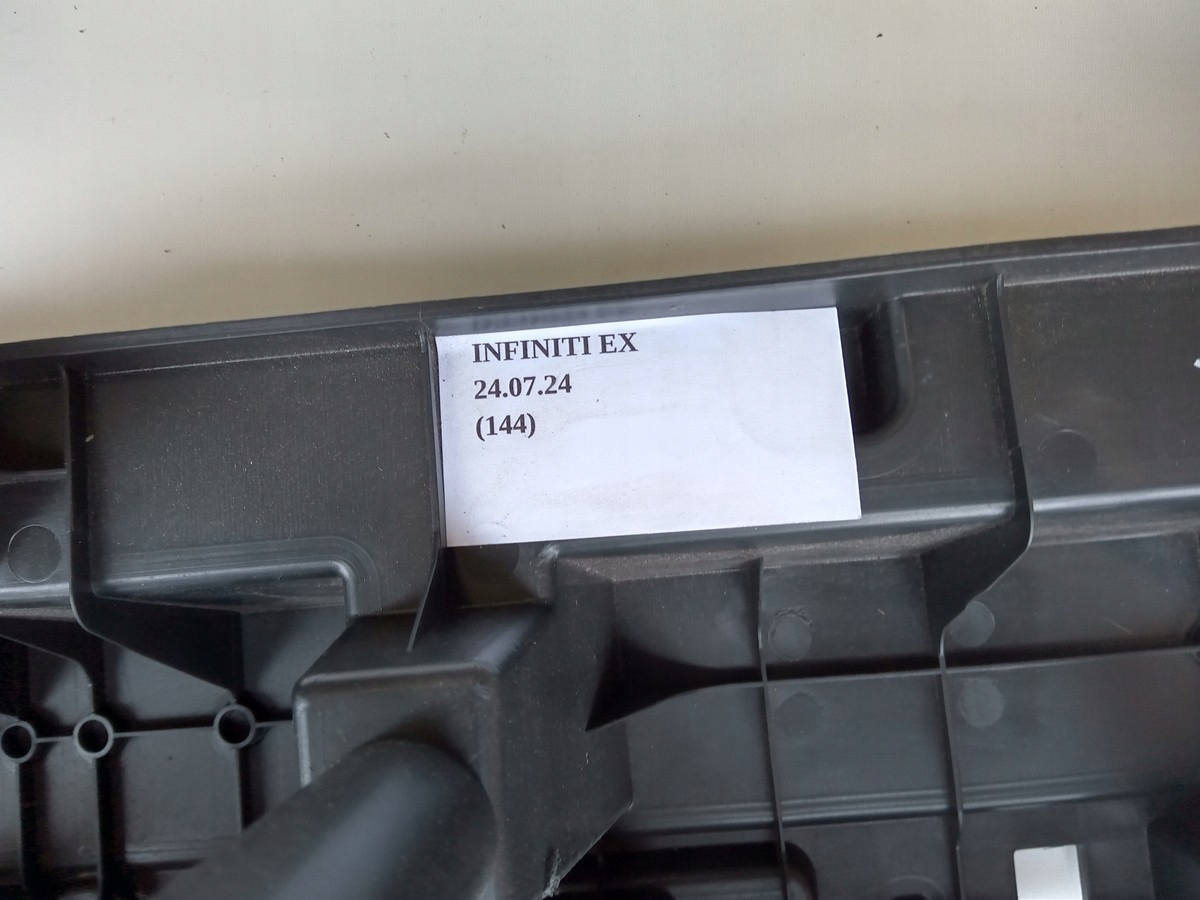 INFINITI EX
24.07.24
(144)